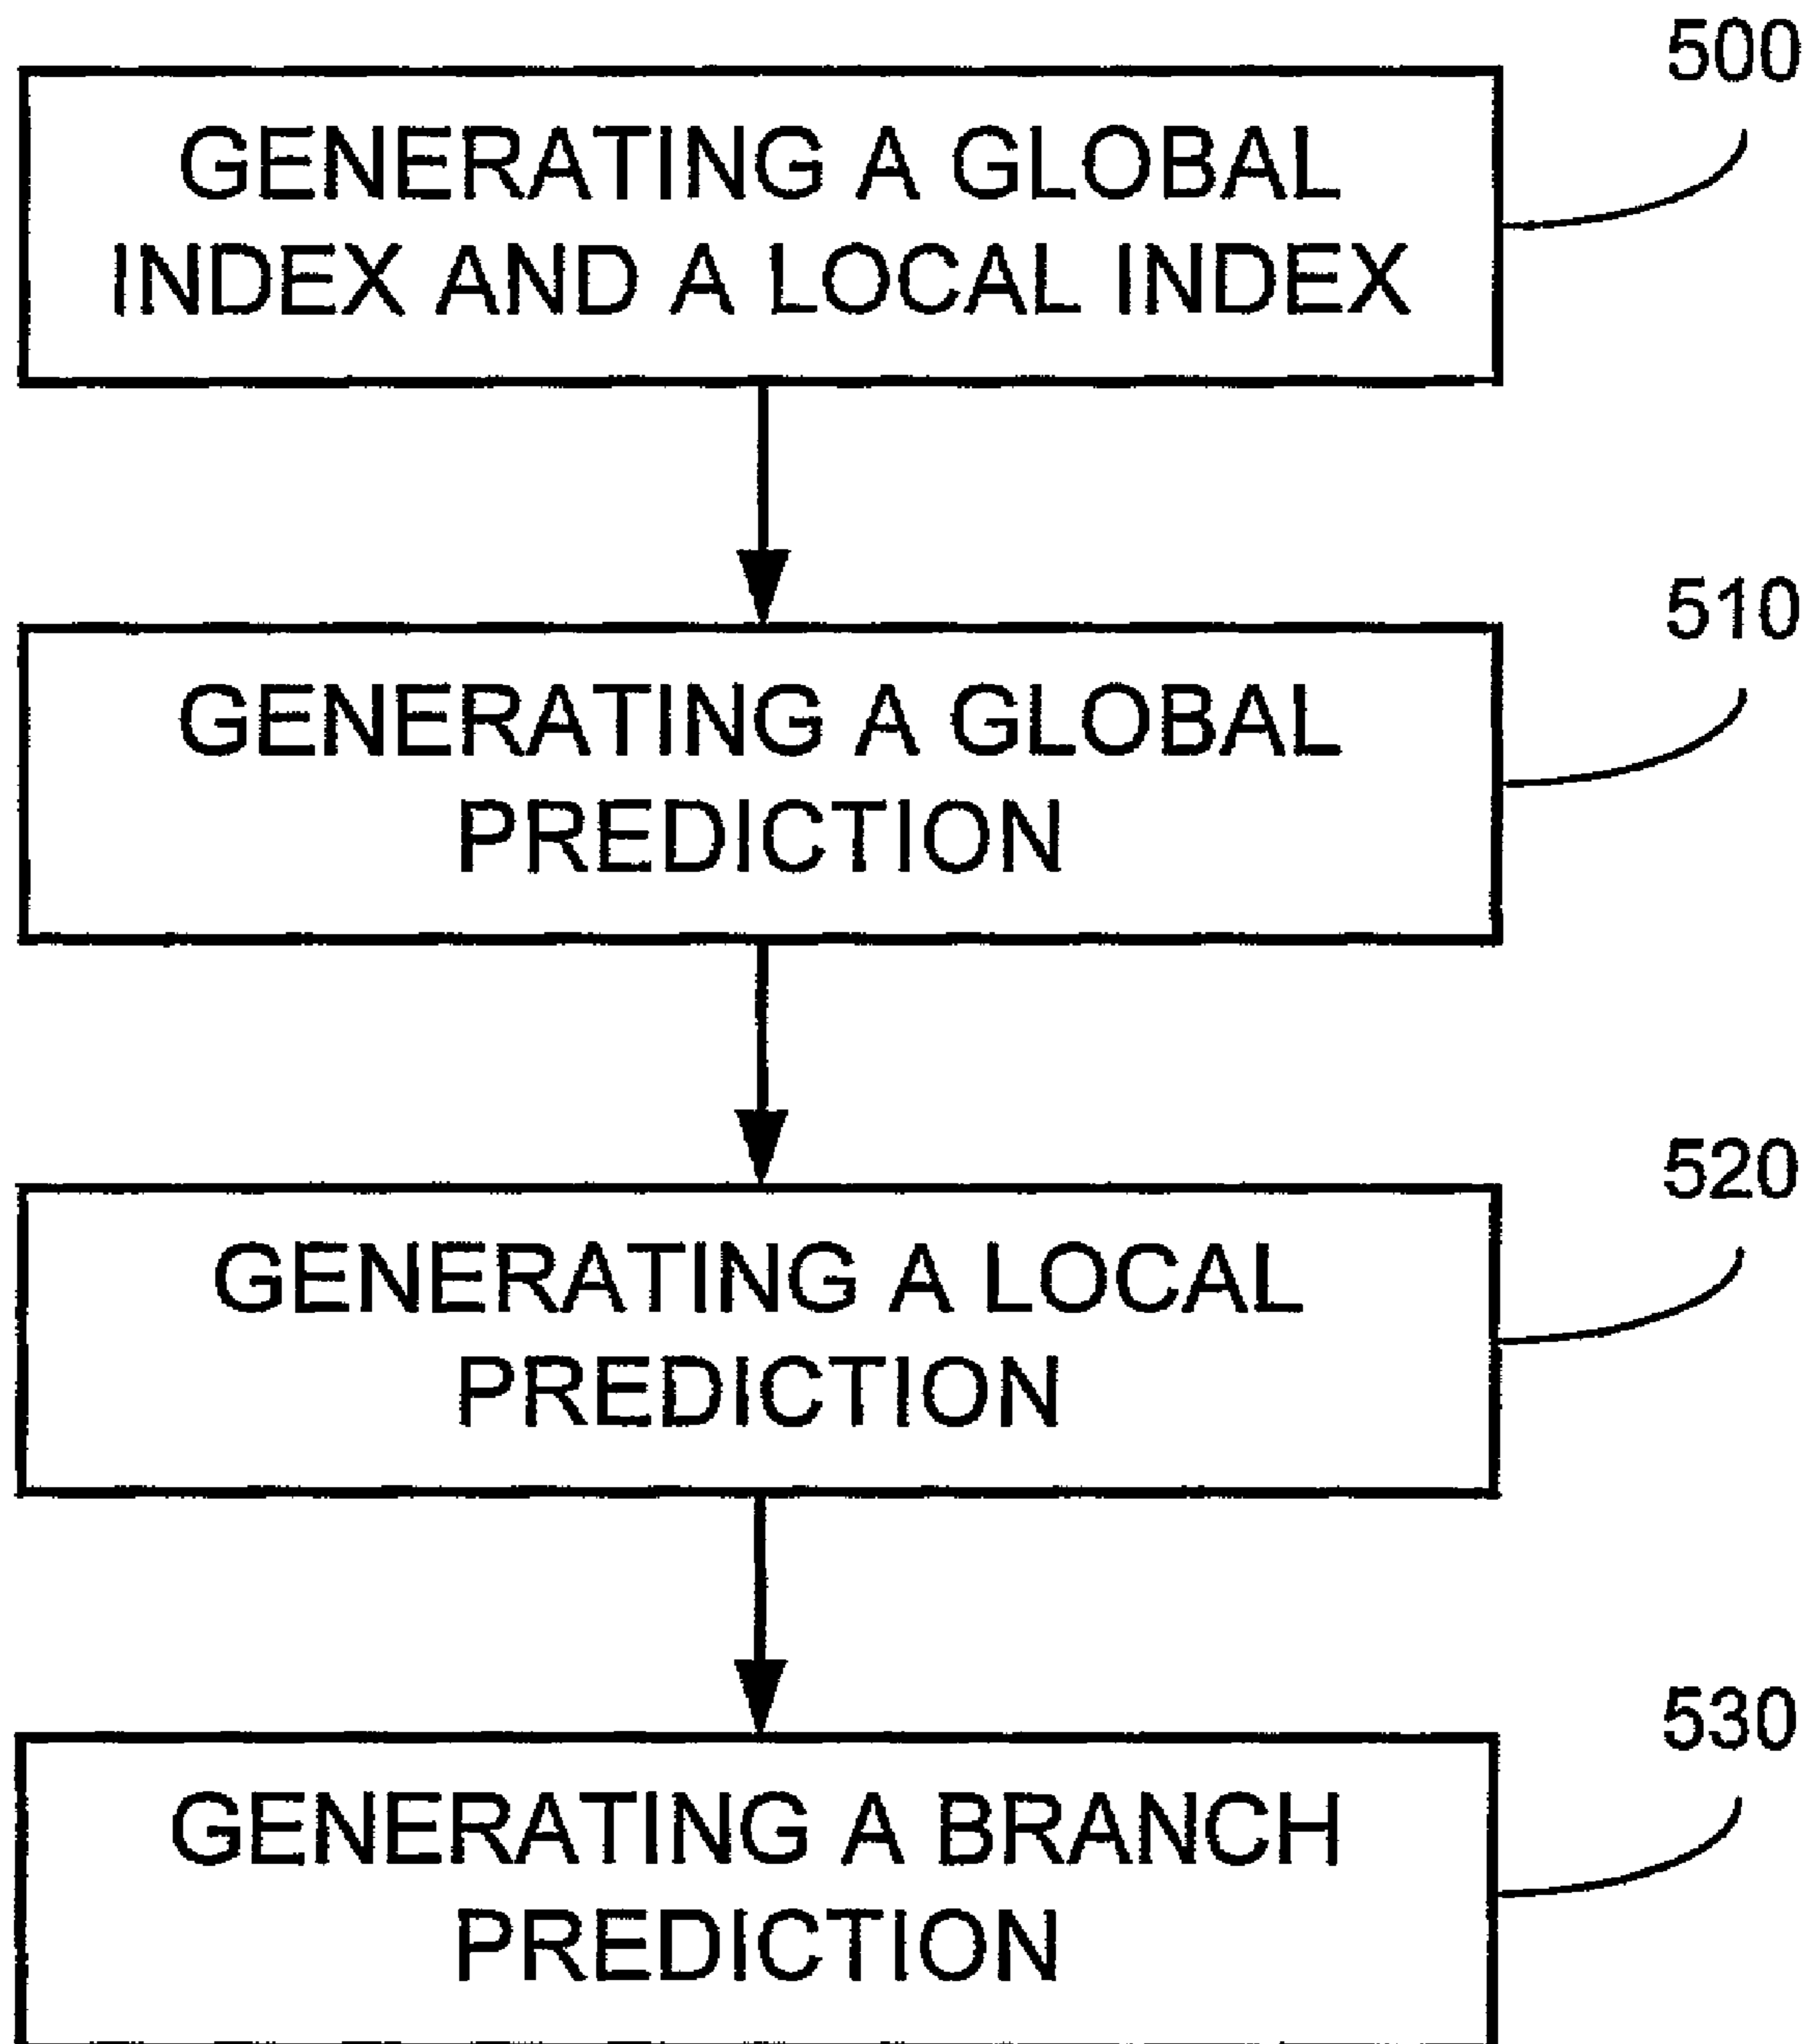 500
GENERATING A GLOBAL
INDEX AND A LOCAL INDEX
510
GENERATING A GLOBAL
PREDICTION
520
GENERATING A LOCAL
PREDICTION
530
GENERATING A BRANCH
PREDICTION